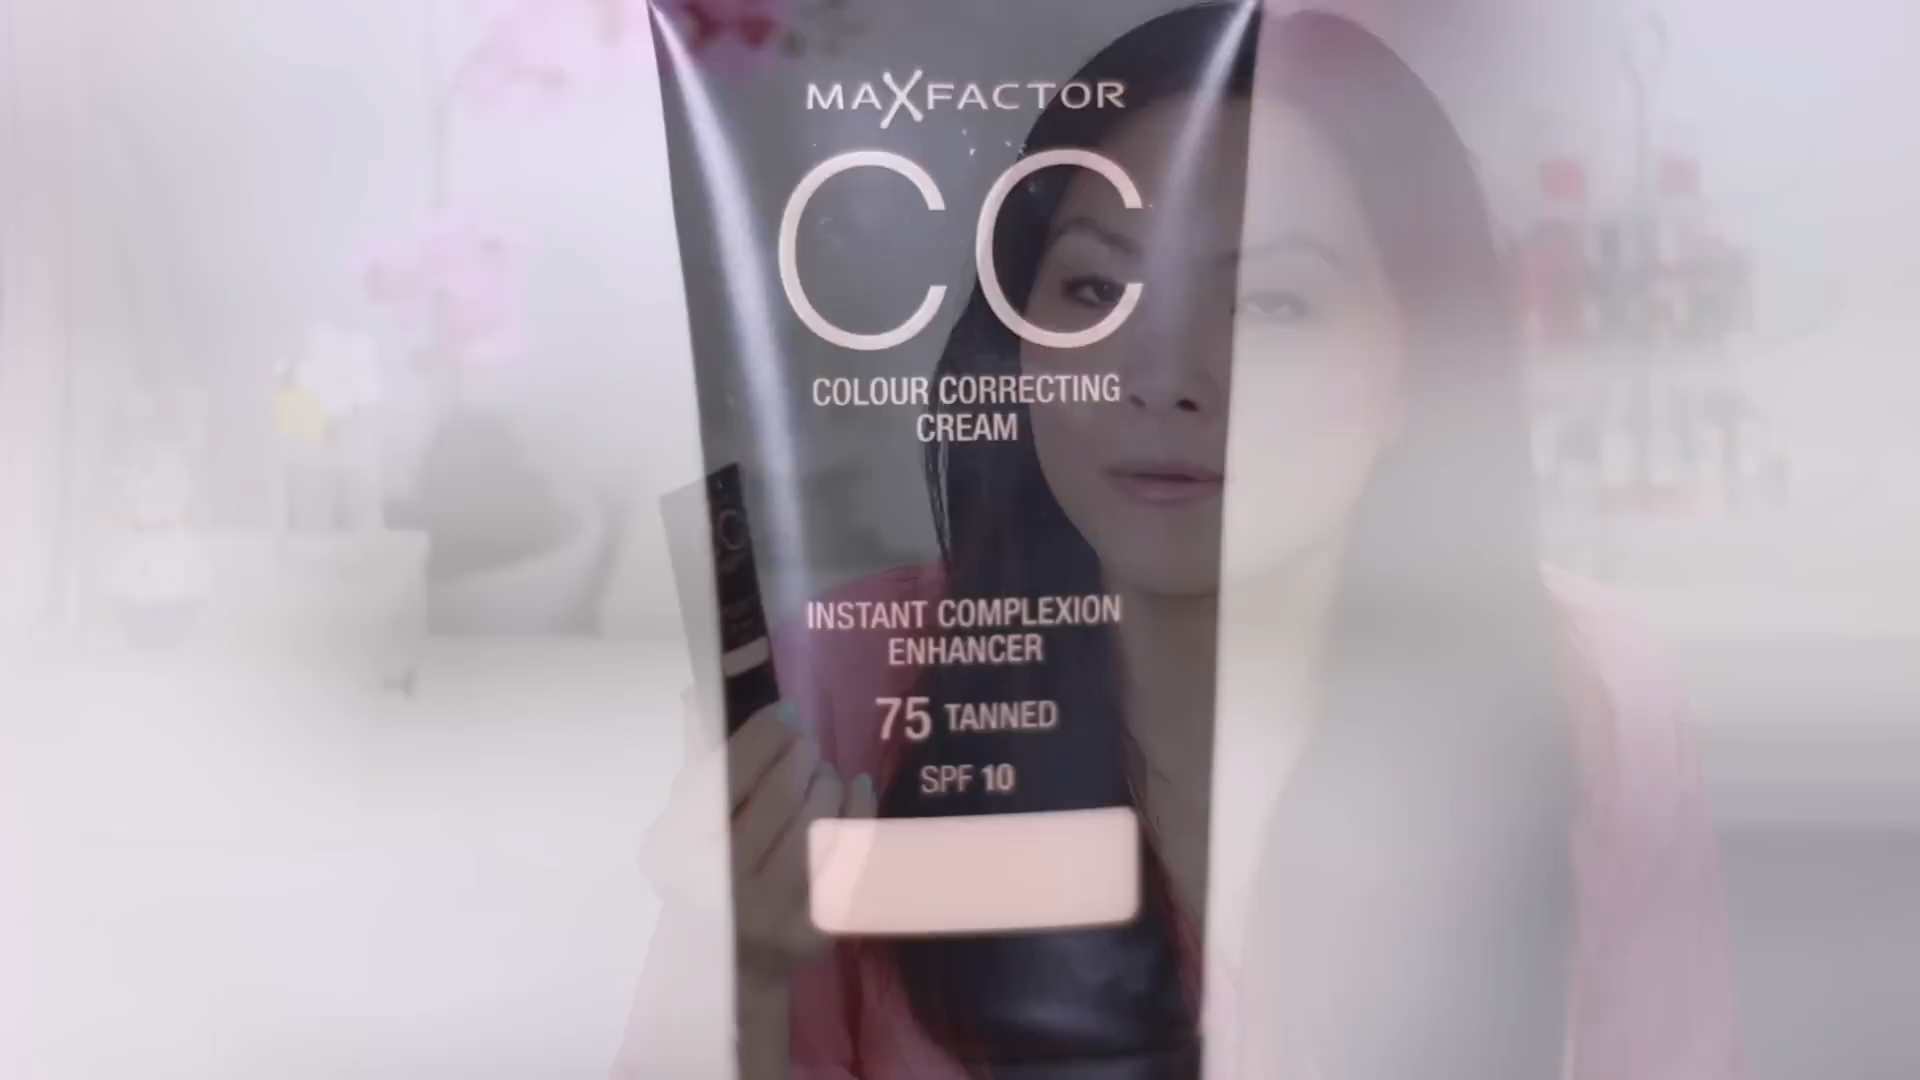 MAXFACTOR
CC
COLOUR CORRECTING
CREAM
INSTANT COMPLEXION
ENHANCER
75 TANNED
SPF 10